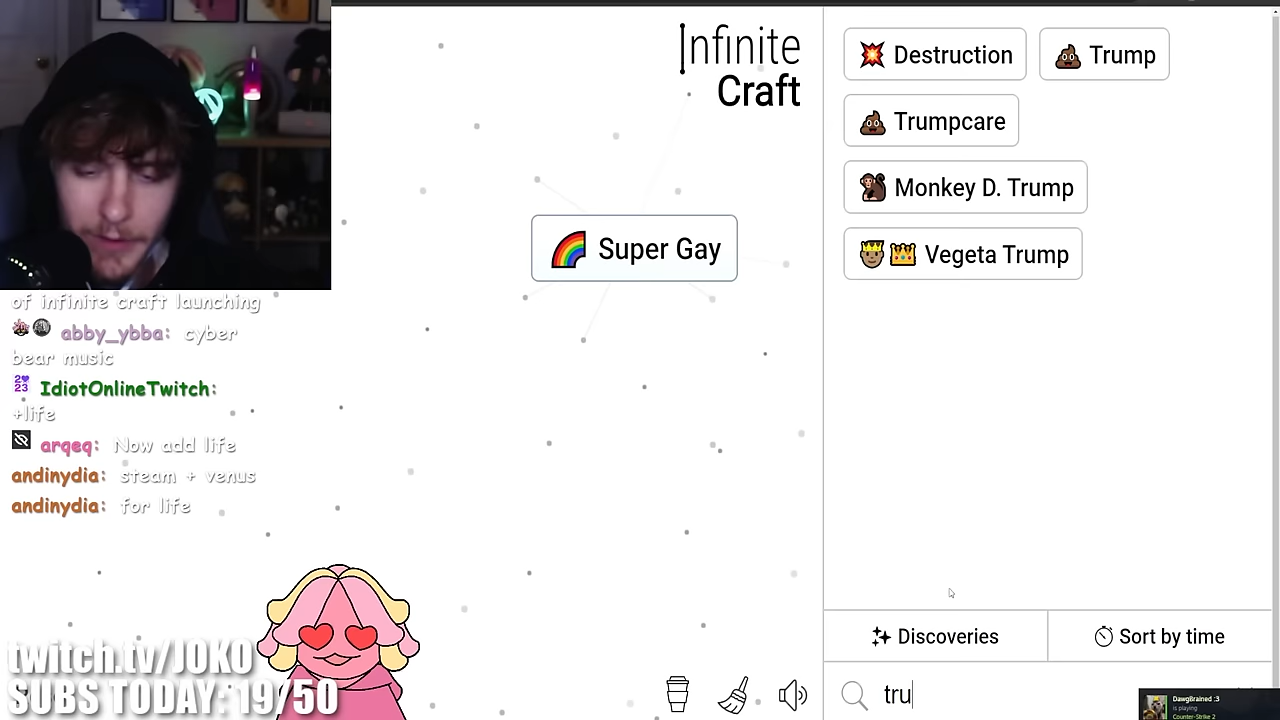 Infinite
Craft
Destruction
Trump
Trumpcare
Monkey D. Trump
Vegeta Trump
Super Gay
of infinite craft launching
abby_ybba: cyber
bear music
IdiotOnlineTwitch:
+life
arqeq: Now add life
andinydia: steam + venus
andinydia: for life
twitch.tv/JOKO
SUBS TODAY: 19/50
Discoveries
Sort by time
tru
DawgBrained :3
is playing
Counter-Strike 2